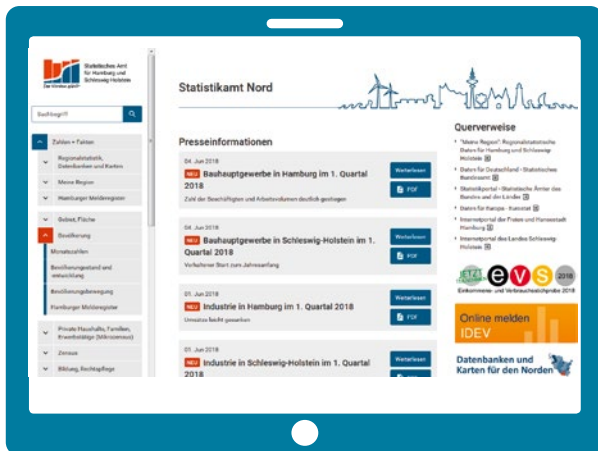 Statistisches Amt
für Hamburg und
Schleswig-Holstein
Suchbegriff
Zahlen + Fakten
Regionalstatistik,
Datenbanken und Karten
Meine Region
Hamburger Melderegister
Gebiet, Fläche
Bevölkerung
Monatszahlen
Bevölkerungsstand und
-entwicklung
Bevölkerungsbewegung
Hamburger Melderegister
Private Haushalte, Familien,
Erwerbstätige (Mikrozensus)
Zensus
Bildung, Rechtspflege
Statistikamt Nord
Presseinformationen
04. Jun 2018
NEU Bauhauptgewerbe in Hamburg im 1. Quartal
2018
Zahl der Beschäftigten und Arbeitsvolumen deutlich gestiegen
Weiterlesen
PDF
04. Jun 2018
NEU Bauhauptgewerbe in Schleswig-Holstein im 1.
Quartal 2018
Verhaltener Start zum Jahresanfang
Weiterlesen
PDF
01. Jun 2018
NEU Industrie in Hamburg im 1. Quartal 2018
Umsätze leicht gesunken
Weiterlesen
PDF
01. Jun 2018
NEU Industrie in Schleswig-Holstein im 1. Quartal
2018
Weiterlesen
Querverweise
"Meine Region": Regionalstatistische
Daten für Hamburg und Schleswig-
Holstein
Daten für Deutschland - Statistisches
Bundesamt
Statistikportal - Statistische Ämter des
Bundes und der Länder
Daten für Europa - Eurostat
Internetportal der Freien und Hansestadt
Hamburg
Internetportal des Landes Schleswig-
Holstein
JETZT
evs 2018
Einkommens- und Verbrauchsstichprobe 2018
Online melden
IDEV
Datenbanken und
Karten für den Norden